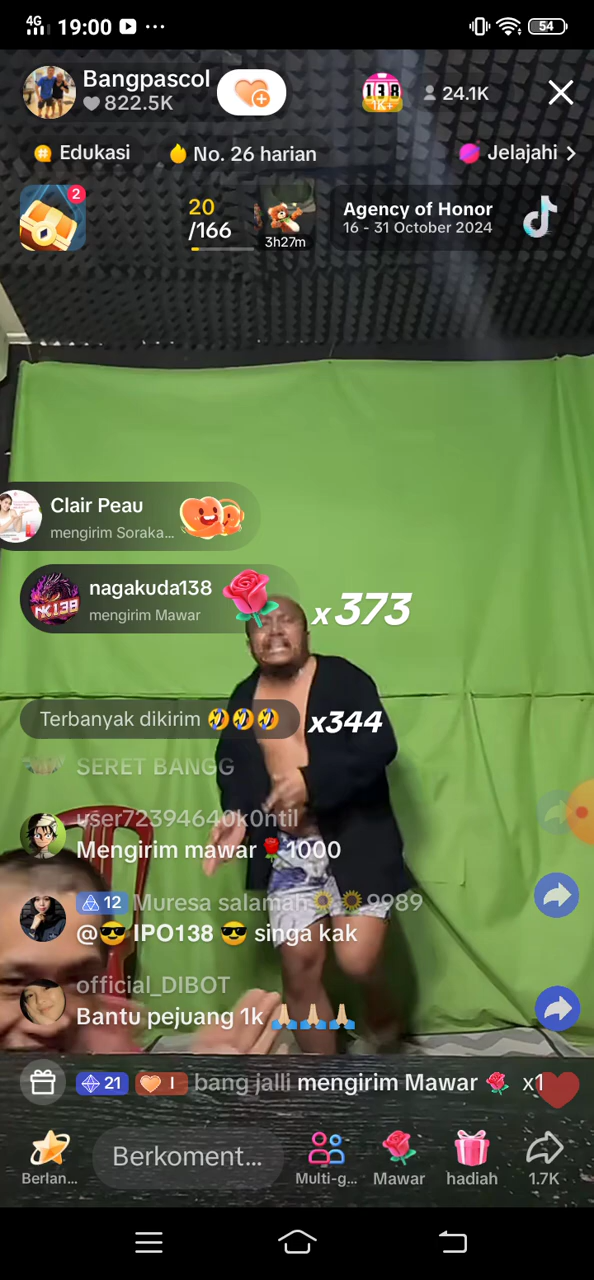 4G 19:00 54
Bangpascol
822.5K
138
1K+
24.1K
Edukasi
No. 26 harian
Jelajahi
2
20
/166
3h27m
Agency of Honor
16 - 31 October 2024
Clair Peau
mengirim Soraka...
NK138
nagakuda138
mengirim Mawar
x373
Terbanyak dikirim 🤣🤣🤣 x344
SERET BANGG
user72394640k0ntil
Mengirim mawar🌹1000
12 Muresa salamah🌻🌻9989
@😎 IPO138 😎 singa kak
official_DIBOT
Bantu pejuang 1k 🙏🏻🙏🏻🙏🏻
21 I bang jalli mengirim Mawar 🌹 x1
Berlan...
Berkoment...
Multi-g...
Mawar
hadiah
1.7K